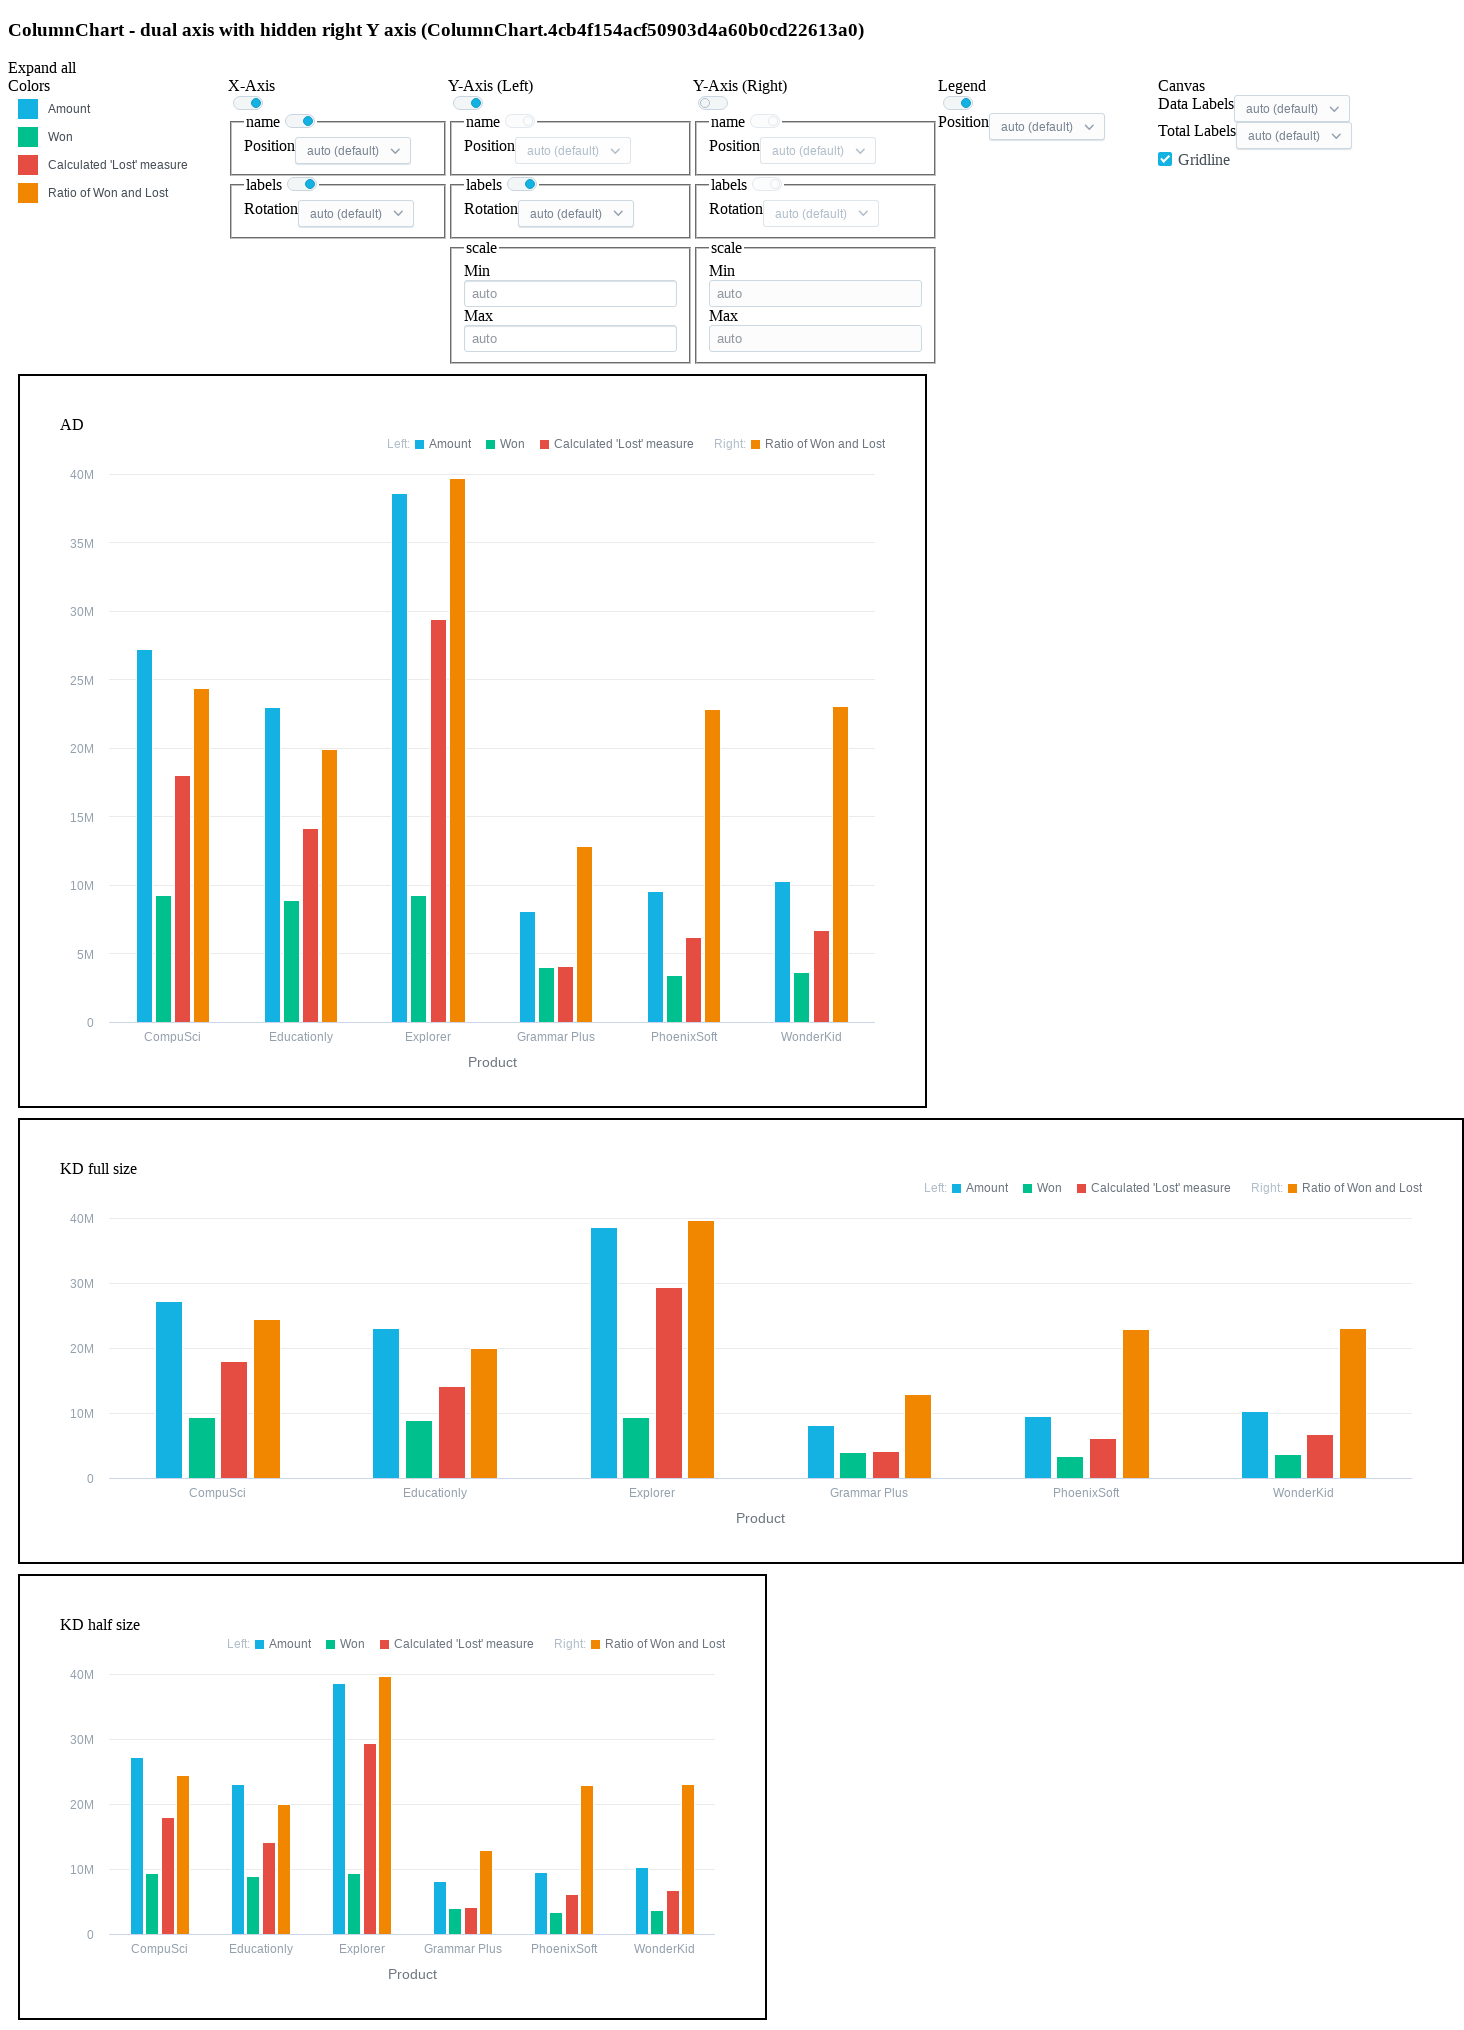 ColumnChart - dual axis with hidden right Y axis (ColumnChart.4cb4f154acf50903d4a60b0cd22613a0)
Expand all
Colors
Amount
Won
Calculated 'Lost' measure
Ratio of Won and Lost
X-Axis
name
Position auto (default)
labels
Rotation auto (default)
Y-Axis (Left)
name
Position auto (default)
labels
Rotation auto (default)
scale
Min
auto
Max
auto
Y-Axis (Right)
name
Position auto (default)
labels
Rotation auto (default)
scale
Min
auto
Max
auto
Legend
Position auto (default)
Canvas
Data Labels auto (default)
Total Labels auto (default)
Gridline
AD
Left: Amount Won Calculated 'Lost' measure Right: Ratio of Won and Lost
40M
35M
30M
25M
20M
15M
10M
5M
0
CompuSci Educationly Explorer Grammar Plus PhoenixSoft WonderKid
Product
KD full size
Left: Amount Won Calculated 'Lost' measure Right: Ratio of Won and Lost
40M
30M
20M
10M
0
CompuSci Educationly Explorer Grammar Plus PhoenixSoft WonderKid
Product
KD half size
Left: Amount Won Calculated 'Lost' measure Right: Ratio of Won and Lost
40M
30M
20M
10M
0
CompuSci Educationly Explorer Grammar Plus PhoenixSoft WonderKid
Product